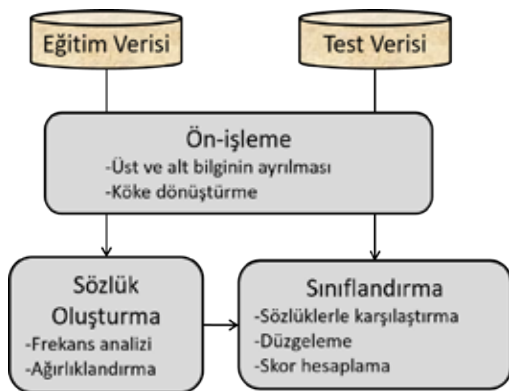 Eğitim Verisi
Test Verisi
Ön-işleme
-Üst ve alt bilginin ayrılması
-Köke dönüştürme
Sözlük
Oluşturma
-Frekans analizi
-Ağırlıklandırma
Sınıflandırma
-Sözlüklerle karşılaştırma
-Düzgeleme
-Skor hesaplama